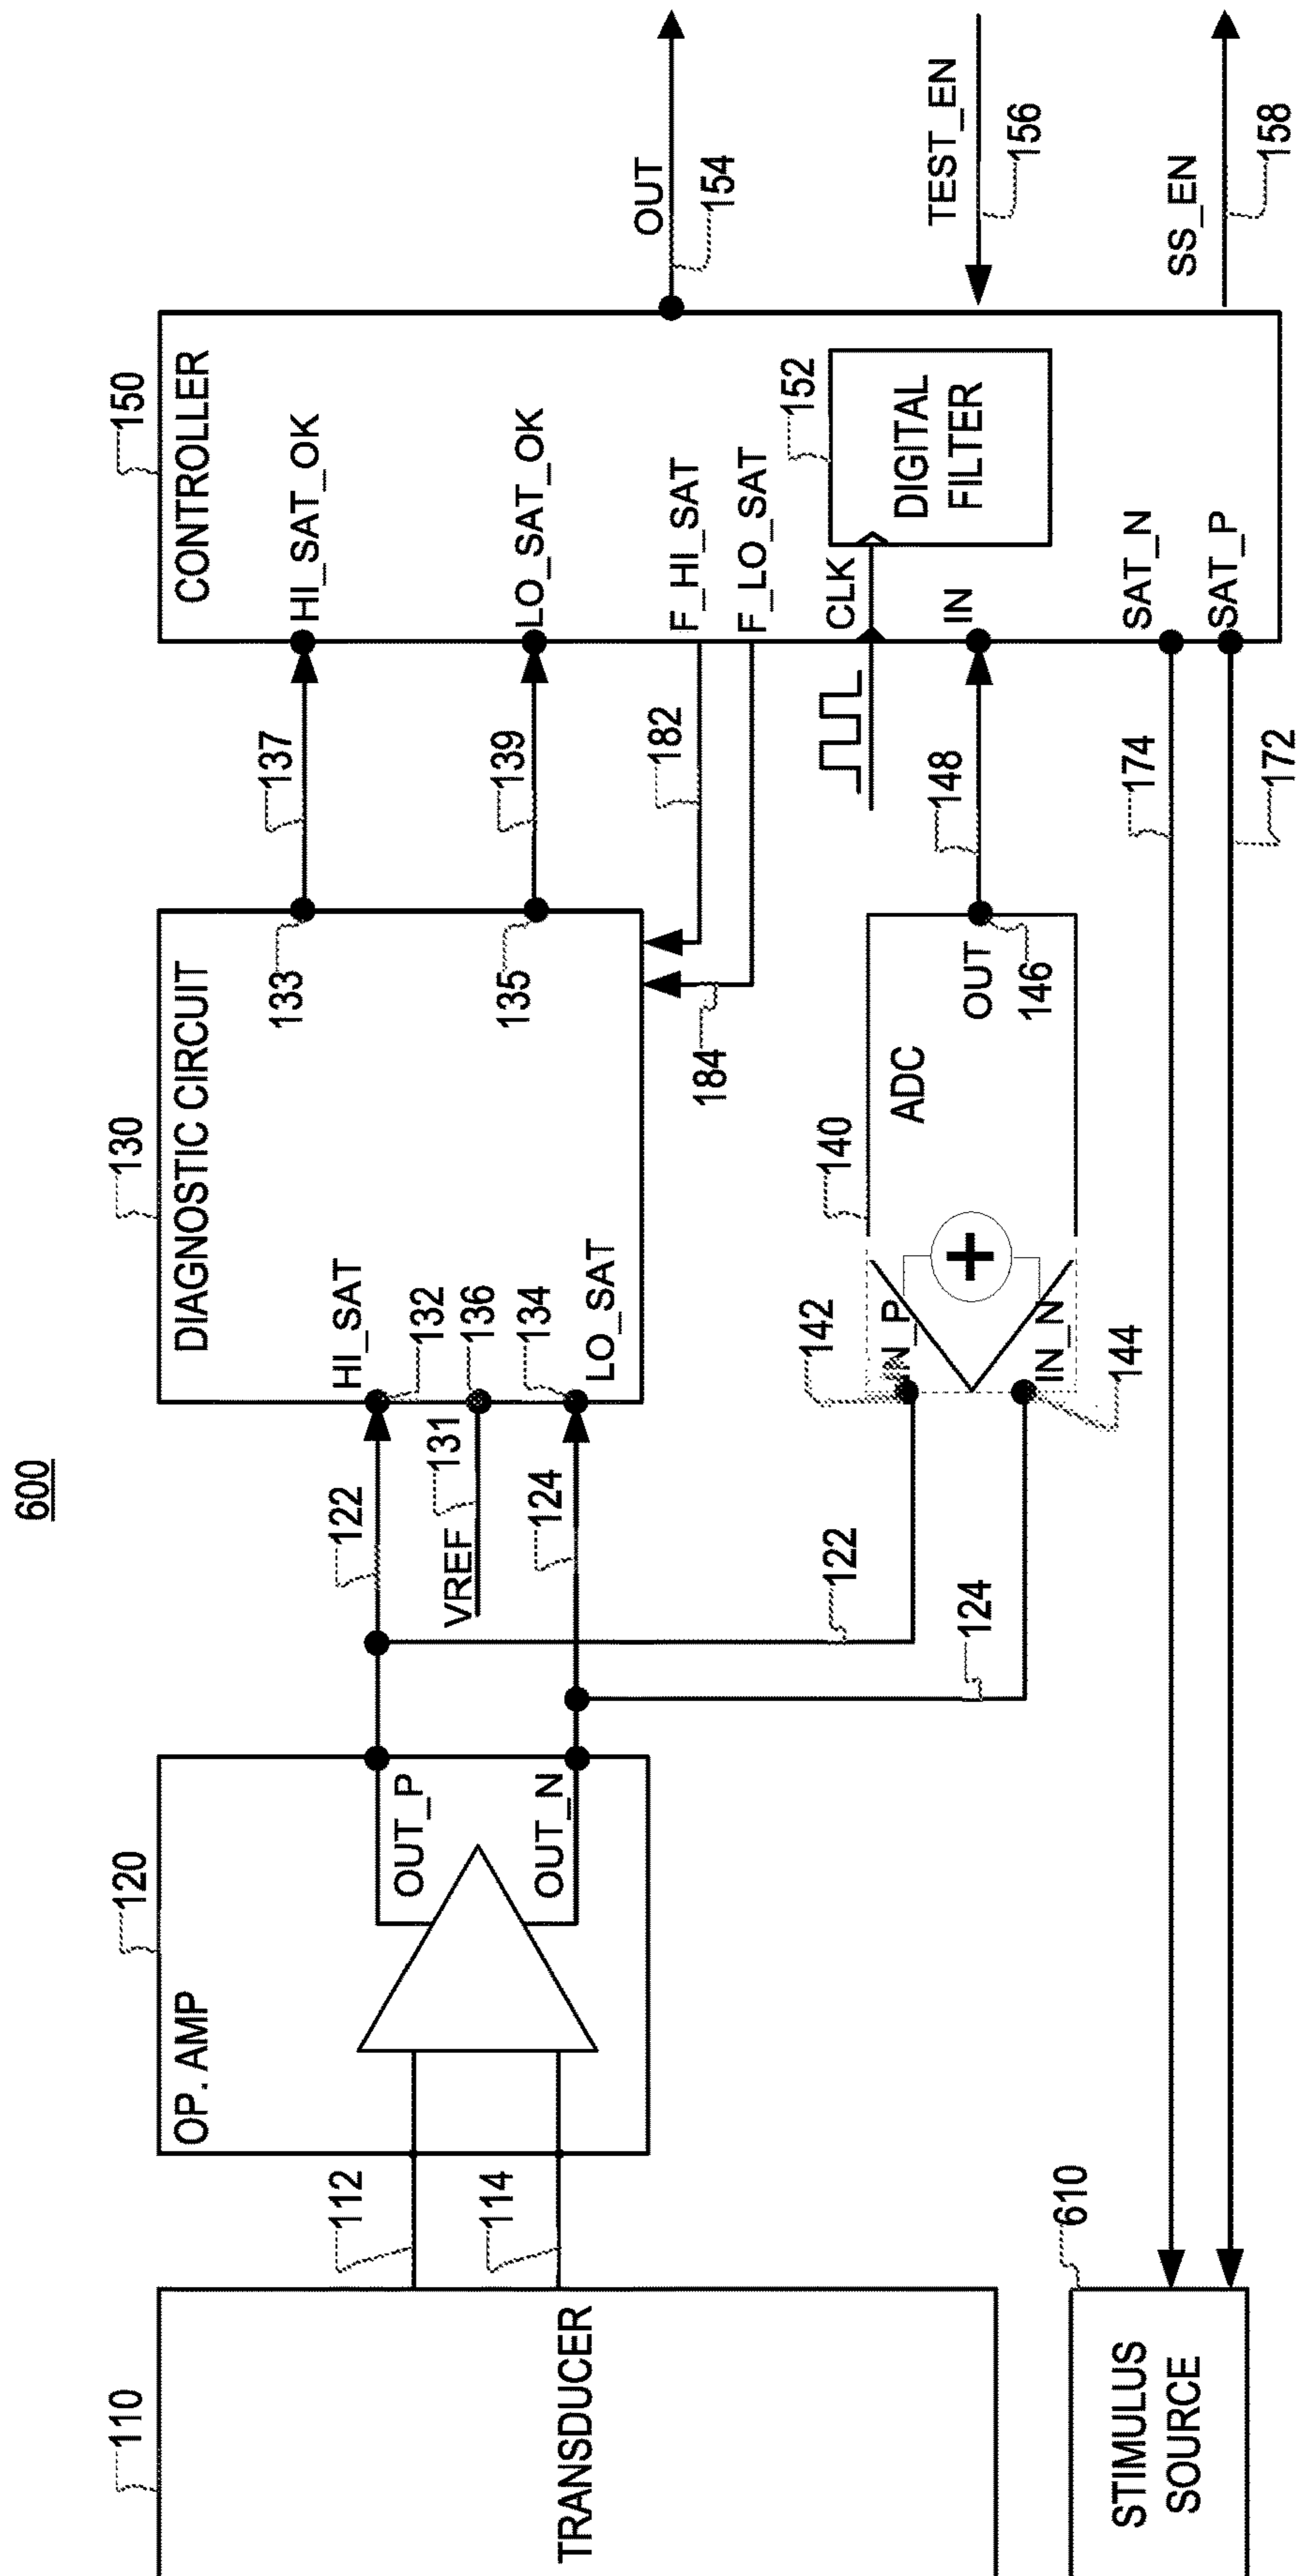 600
110
TRANSDUCER
112
114
610
STIMULUS
SOURCE
120
OP. AMP
OUT_P
OUT_N
122
VREF
131
124
122
124
130
DIAGNOSTIC CIRCUIT
HI_SAT
132
136
134
LO_SAT
133
135
137
139
182
184
140
ADC
142
IN_P
IN_N
144
OUT
146
148
150
CONTROLLER
HI_SAT_OK
LO_SAT_OK
F_HI_SAT
F_LO_SAT
CLK
152
DIGITAL
FILTER
IN
SAT_N
SAT_P
174
172
OUT
154
TEST_EN
156
SS_EN
158